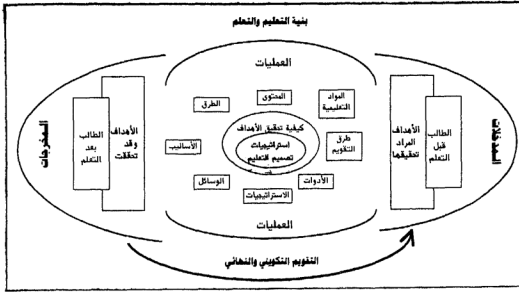 بنية التعليم والتعلم
العمليات
المدخلات
الطالب
قبل
التعلم
الأهداف
المراد
تحقيقها
المواد
التعليمية
المحتوى
الطرق
كيفية تحقيق الأهداف
إستراتيجيات
تصميم التعليم
طرق
التقويم
الأساليب
الأدوات
الوسائل
الاستراتيجيات
العمليات
الأهداف
وقد
تحققت
الطالب
بعد
التعلم
المخرجات
التقويم التكويني والنهائي